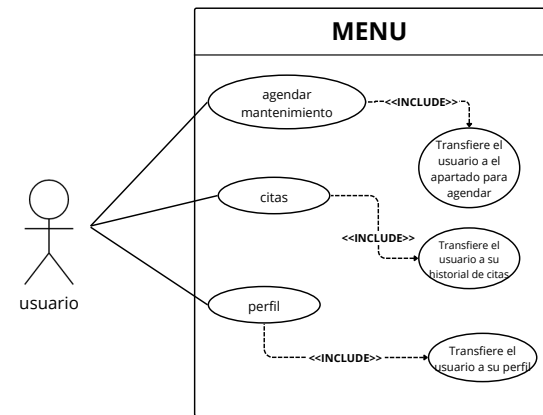 MENU
agendar
mantenimiento
<<INCLUDE>>
Transfiere el
usuario a el
apartado para
agendar
citas
<<INCLUDE>>
Transfiere el
usuario a su
historial de citas
usuario
perfil
<<INCLUDE>>
Transfiere el
usuario a su perfil